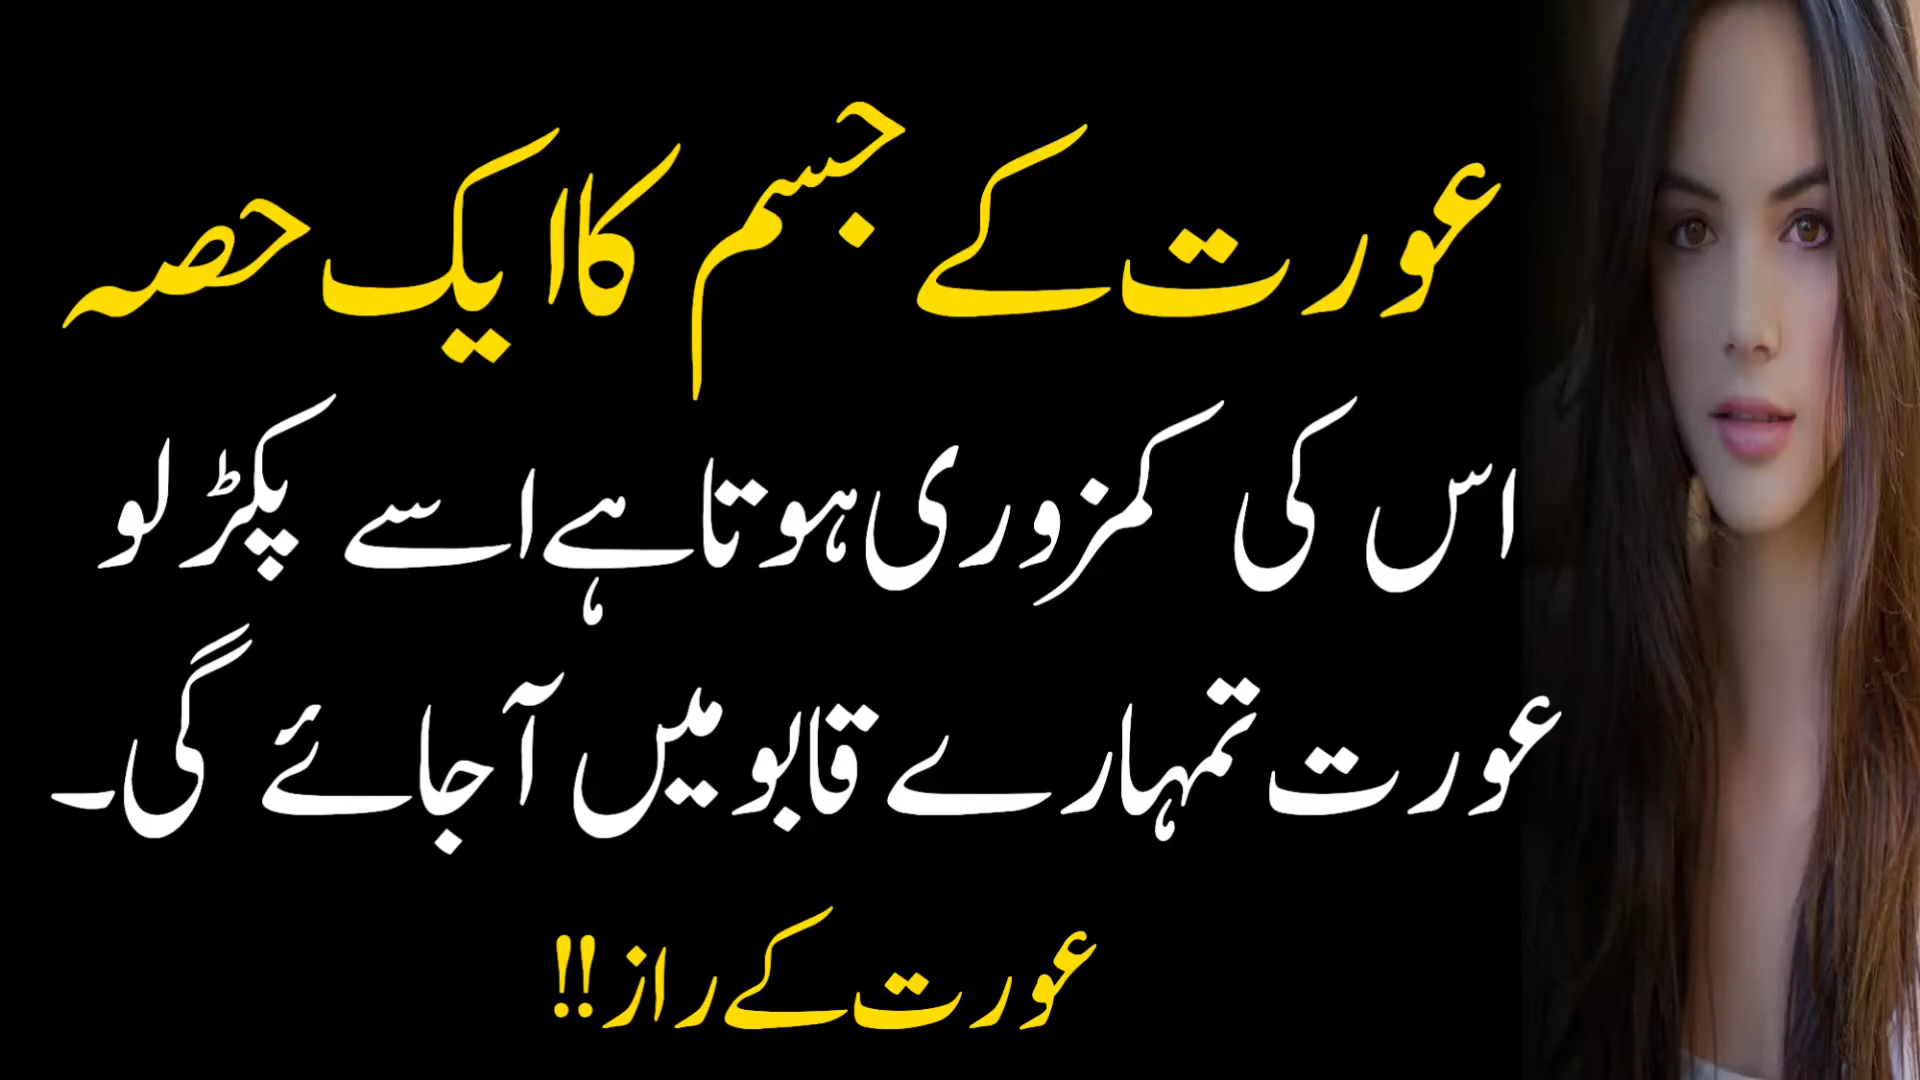 عورت کے جسم کا ایک حصہ
اس کی کمزوری ہوتا ہے اسے پکڑ لو
عورت تمہارے قابو میں آجائے گی۔
عورت کے راز!!